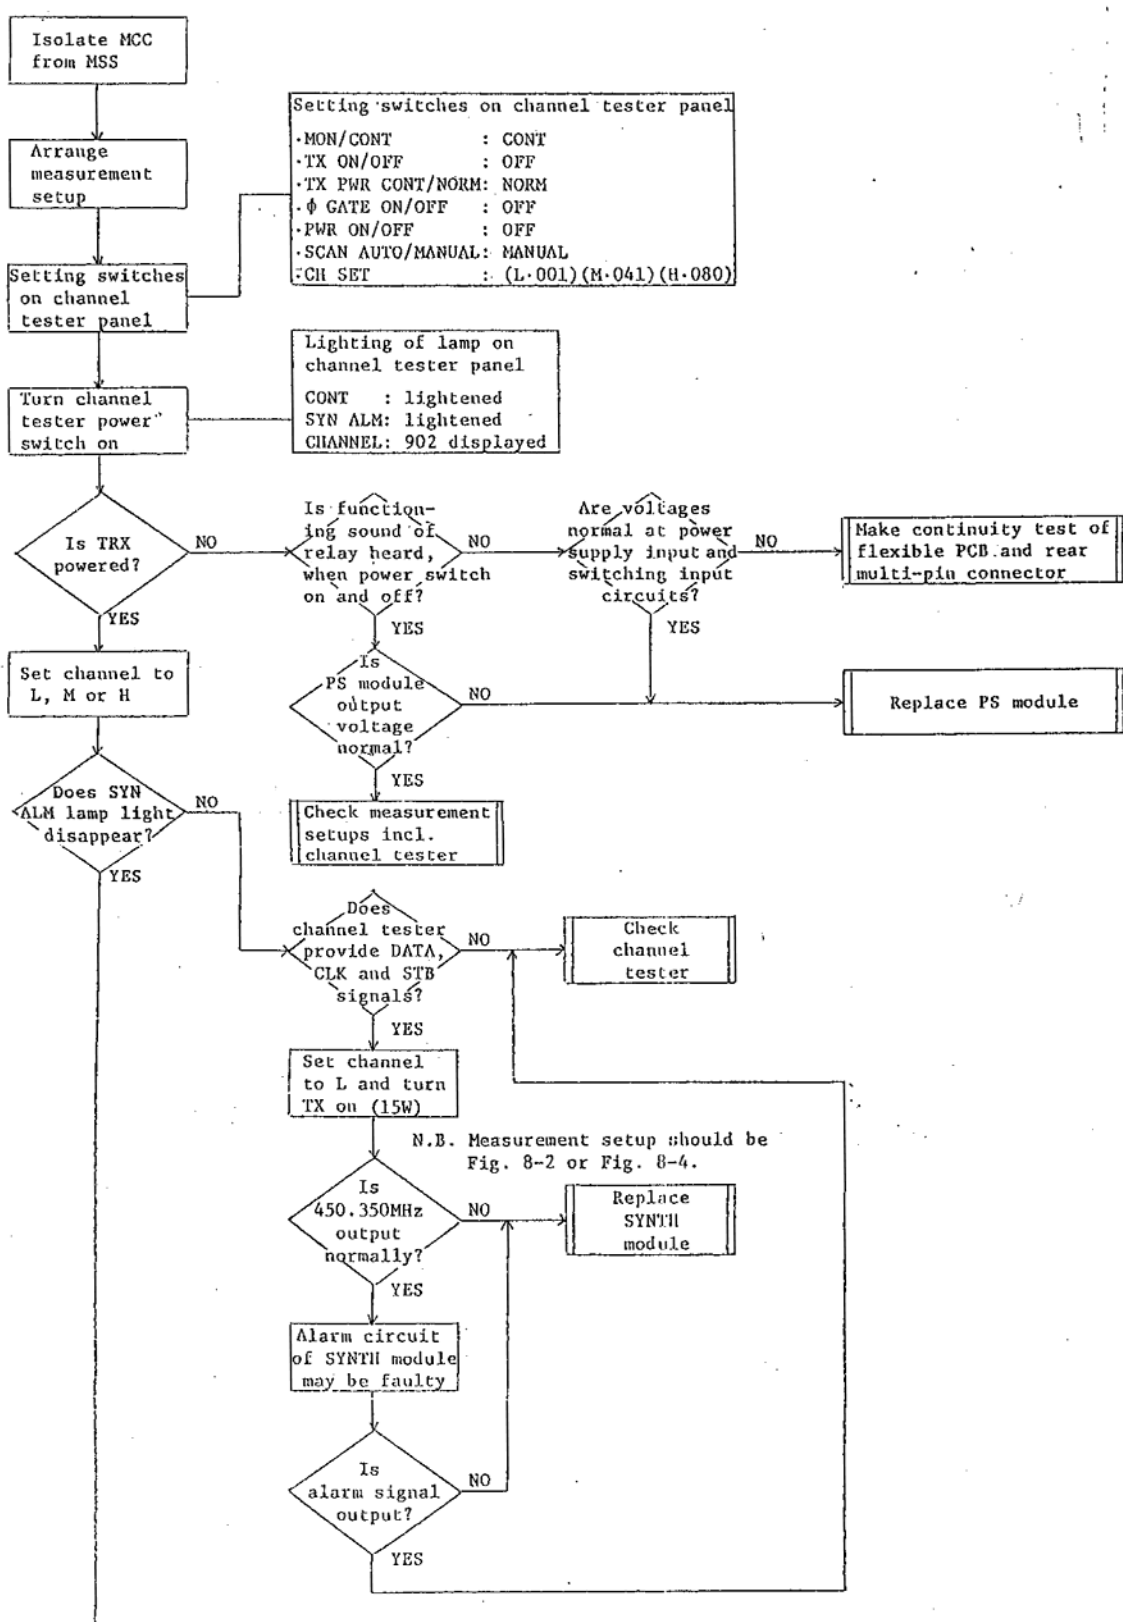 Isolate MCC
from MSS
Setting switches on channel tester panel
·MON/CONT : CONT
·TX ON/OFF : OFF
·TX PWR CONT/NORM: NORM
·ϕ GATE ON/OFF : OFF
·PWR ON/OFF : OFF
·SCAN AUTO/MANUAL: MANUAL
·CH SET : (L·001)(M·041)(H·080)
Arrange
measurement
setup
Setting switches
on channel
tester panel
Lighting of lamp on
channel tester panel
CONT : lightened
SYN ALM: lightened
CHANNEL: 902 displayed
Turn channel
tester power
switch on
Is TRX
powered?
NO
YES
Is function-
ing sound of
relay heard,
when power switch
on and off?
NO
YES
Are voltages
normal at power
supply input and
switching input
circuits?
NO
YES
Make continuity test of
flexible PCB and rear
multi-pin connector
Set channel to
L, M or H
Is
PS module
output
voltage
normal?
NO
YES
Replace PS module
Does SYN
ALM lamp light
disappear?
NO
YES
Check measurement
setups incl.
channel tester
Does
channel tester
provide DATA,
CLK and STB
signals?
NO
YES
Check
channel
tester
Set channel
to L and turn
TX on (15W)
N.B. Measurement setup should be
Fig. 8-2 or Fig. 8-4.
Is
450.350MHz
output
normally?
NO
YES
Replace
SYNTH
module
Alarm circuit
of SYNTH module
may be faulty
Is
alarm signal
output?
NO
YES